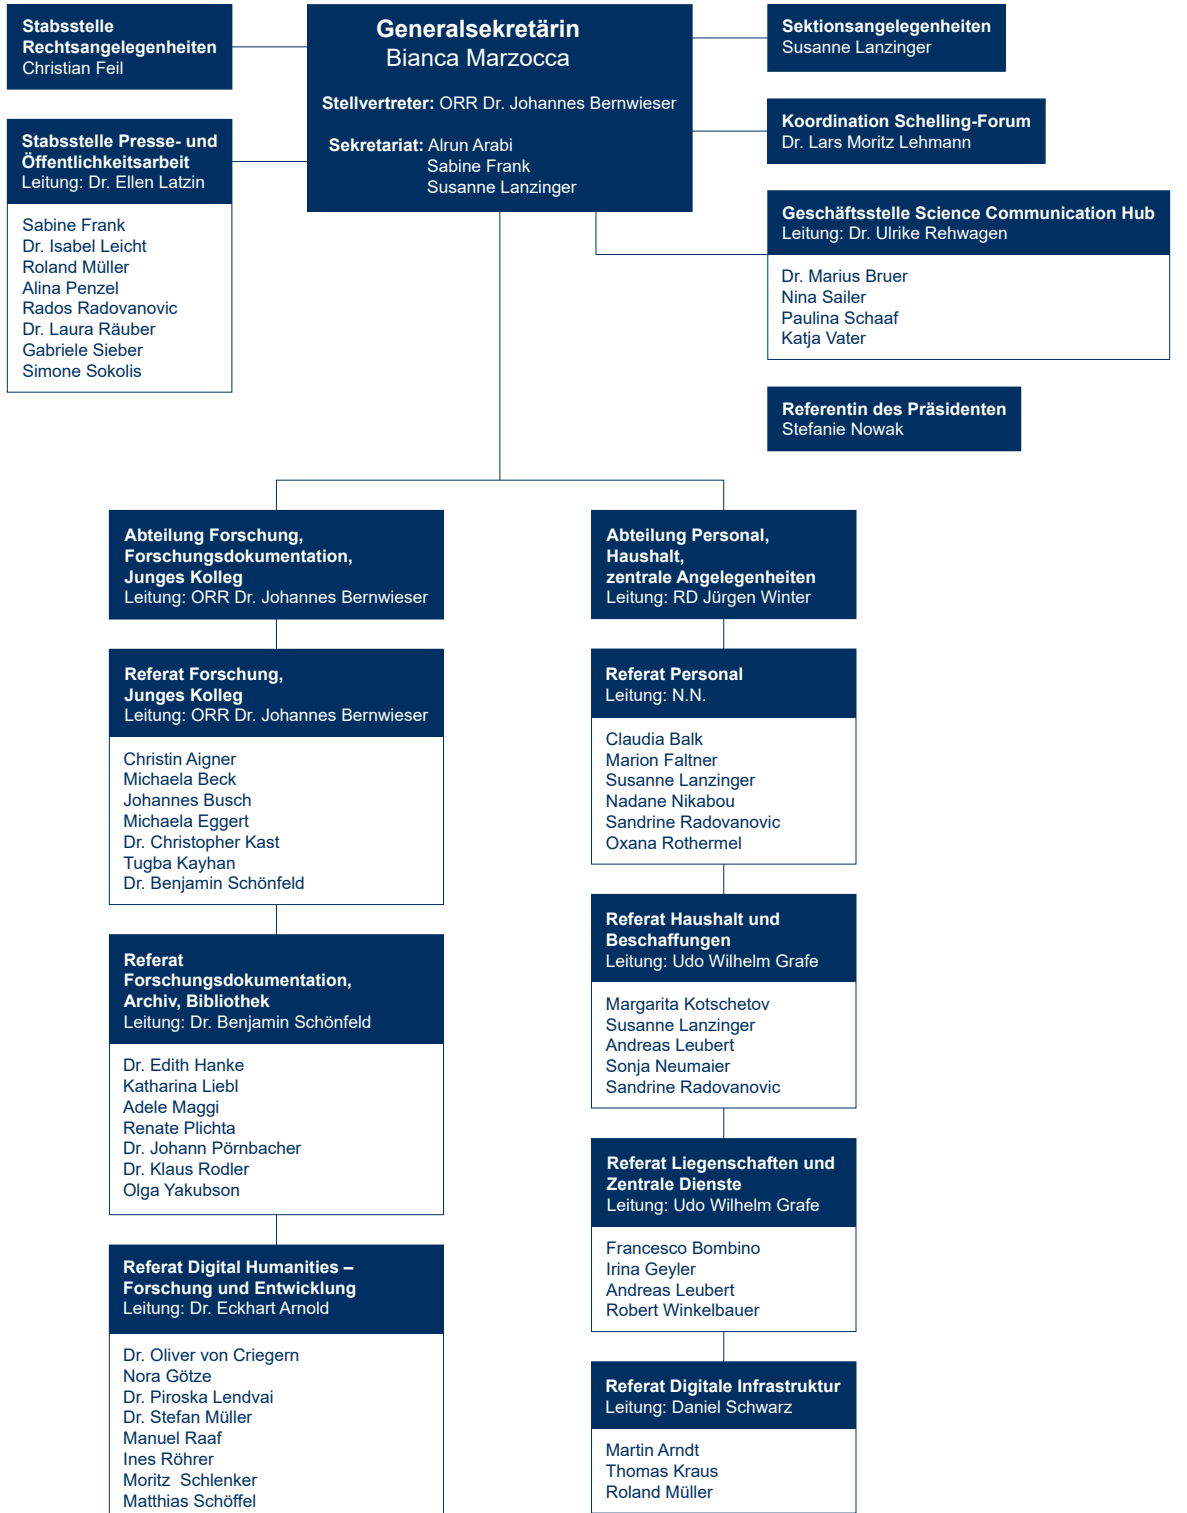 Stabsstelle
Rechtsangelegenheiten
Christian Feil
Generalsekretärin
Bianca Marzocca
Stellvertreter: ORR Dr. Johannes Bernwieser
Sekretariat: Alrun Arabi
Sabine Frank
Susanne Lanzinger
Sektionsangelegenheiten
Susanne Lanzinger
Koordination Schelling-Forum
Dr. Lars Moritz Lehmann
Stabsstelle Presse- und
Öffentlichkeitsarbeit
Leitung: Dr. Ellen Latzin
Sabine Frank
Dr. Isabel Leicht
Roland Müller
Alina Penzel
Rados Radovanovic
Dr. Laura Räuber
Gabriele Sieber
Simone Sokolis
Geschäftsstelle Science Communication Hub
Leitung: Dr. Ulrike Rehwagen
Dr. Marius Bruer
Nina Sailer
Paulina Schaaf
Katja Vater
Referentin des Präsidenten
Stefanie Nowak
Abteilung Forschung,
Forschungsdokumentation,
Junges Kolleg
Leitung: ORR Dr. Johannes Bernwieser
Referat Forschung,
Junges Kolleg
Leitung: ORR Dr. Johannes Bernwieser
Christin Aigner
Michaela Beck
Johannes Busch
Michaela Eggert
Dr. Christopher Kast
Tugba Kayhan
Dr. Benjamin Schönfeld
Referat
Forschungsdokumentation,
Archiv, Bibliothek
Leitung: Dr. Benjamin Schönfeld
Dr. Edith Hanke
Katharina Liebl
Adele Maggi
Renate Plichta
Dr. Johann Pörnbacher
Dr. Klaus Rodler
Olga Yakubson
Referat Digital Humanities –
Forschung und Entwicklung
Leitung: Dr. Eckhart Arnold
Dr. Oliver von Criegern
Nora Götze
Dr. Piroska Lendvai
Dr. Stefan Müller
Manuel Raaf
Ines Röhrer
Moritz Schlenker
Matthias Schöffel
Abteilung Personal,
Haushalt,
zentrale Angelegenheiten
Leitung: RD Jürgen Winter
Referat Personal
Leitung: N.N.
Claudia Balk
Marion Faltner
Susanne Lanzinger
Nadane Nikabou
Sandrine Radovanovic
Oxana Rothermel
Referat Haushalt und
Beschaffungen
Leitung: Udo Wilhelm Grafe
Margarita Kotschetov
Susanne Lanzinger
Andreas Leubert
Sonja Neumaier
Sandrine Radovanovic
Referat Liegenschaften und
Zentrale Dienste
Leitung: Udo Wilhelm Grafe
Francesco Bombino
Irina Geyler
Andreas Leubert
Robert Winkelbauer
Referat Digitale Infrastruktur
Leitung: Daniel Schwarz
Martin Arndt
Thomas Kraus
Roland Müller